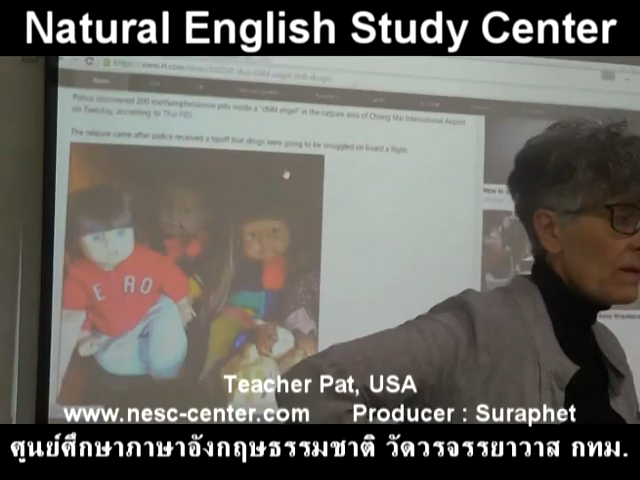 Natural English Study Center
Police discovered 200 methamphetamine pills inside a "child angel" in the carpark area of Chiang Mai International Airport
on Tuesday, according to Thai PBS.
The seizure came after police received a tipoff that drugs were going to be smuggled on board a flight.
E RO
Teacher Pat, USA
www.nesc-center.com Producer : Suraphet
ศูนย์ศึกษาภาษาอังกฤษธรรมชาติ วัดวรจรรยาวาส กทม.